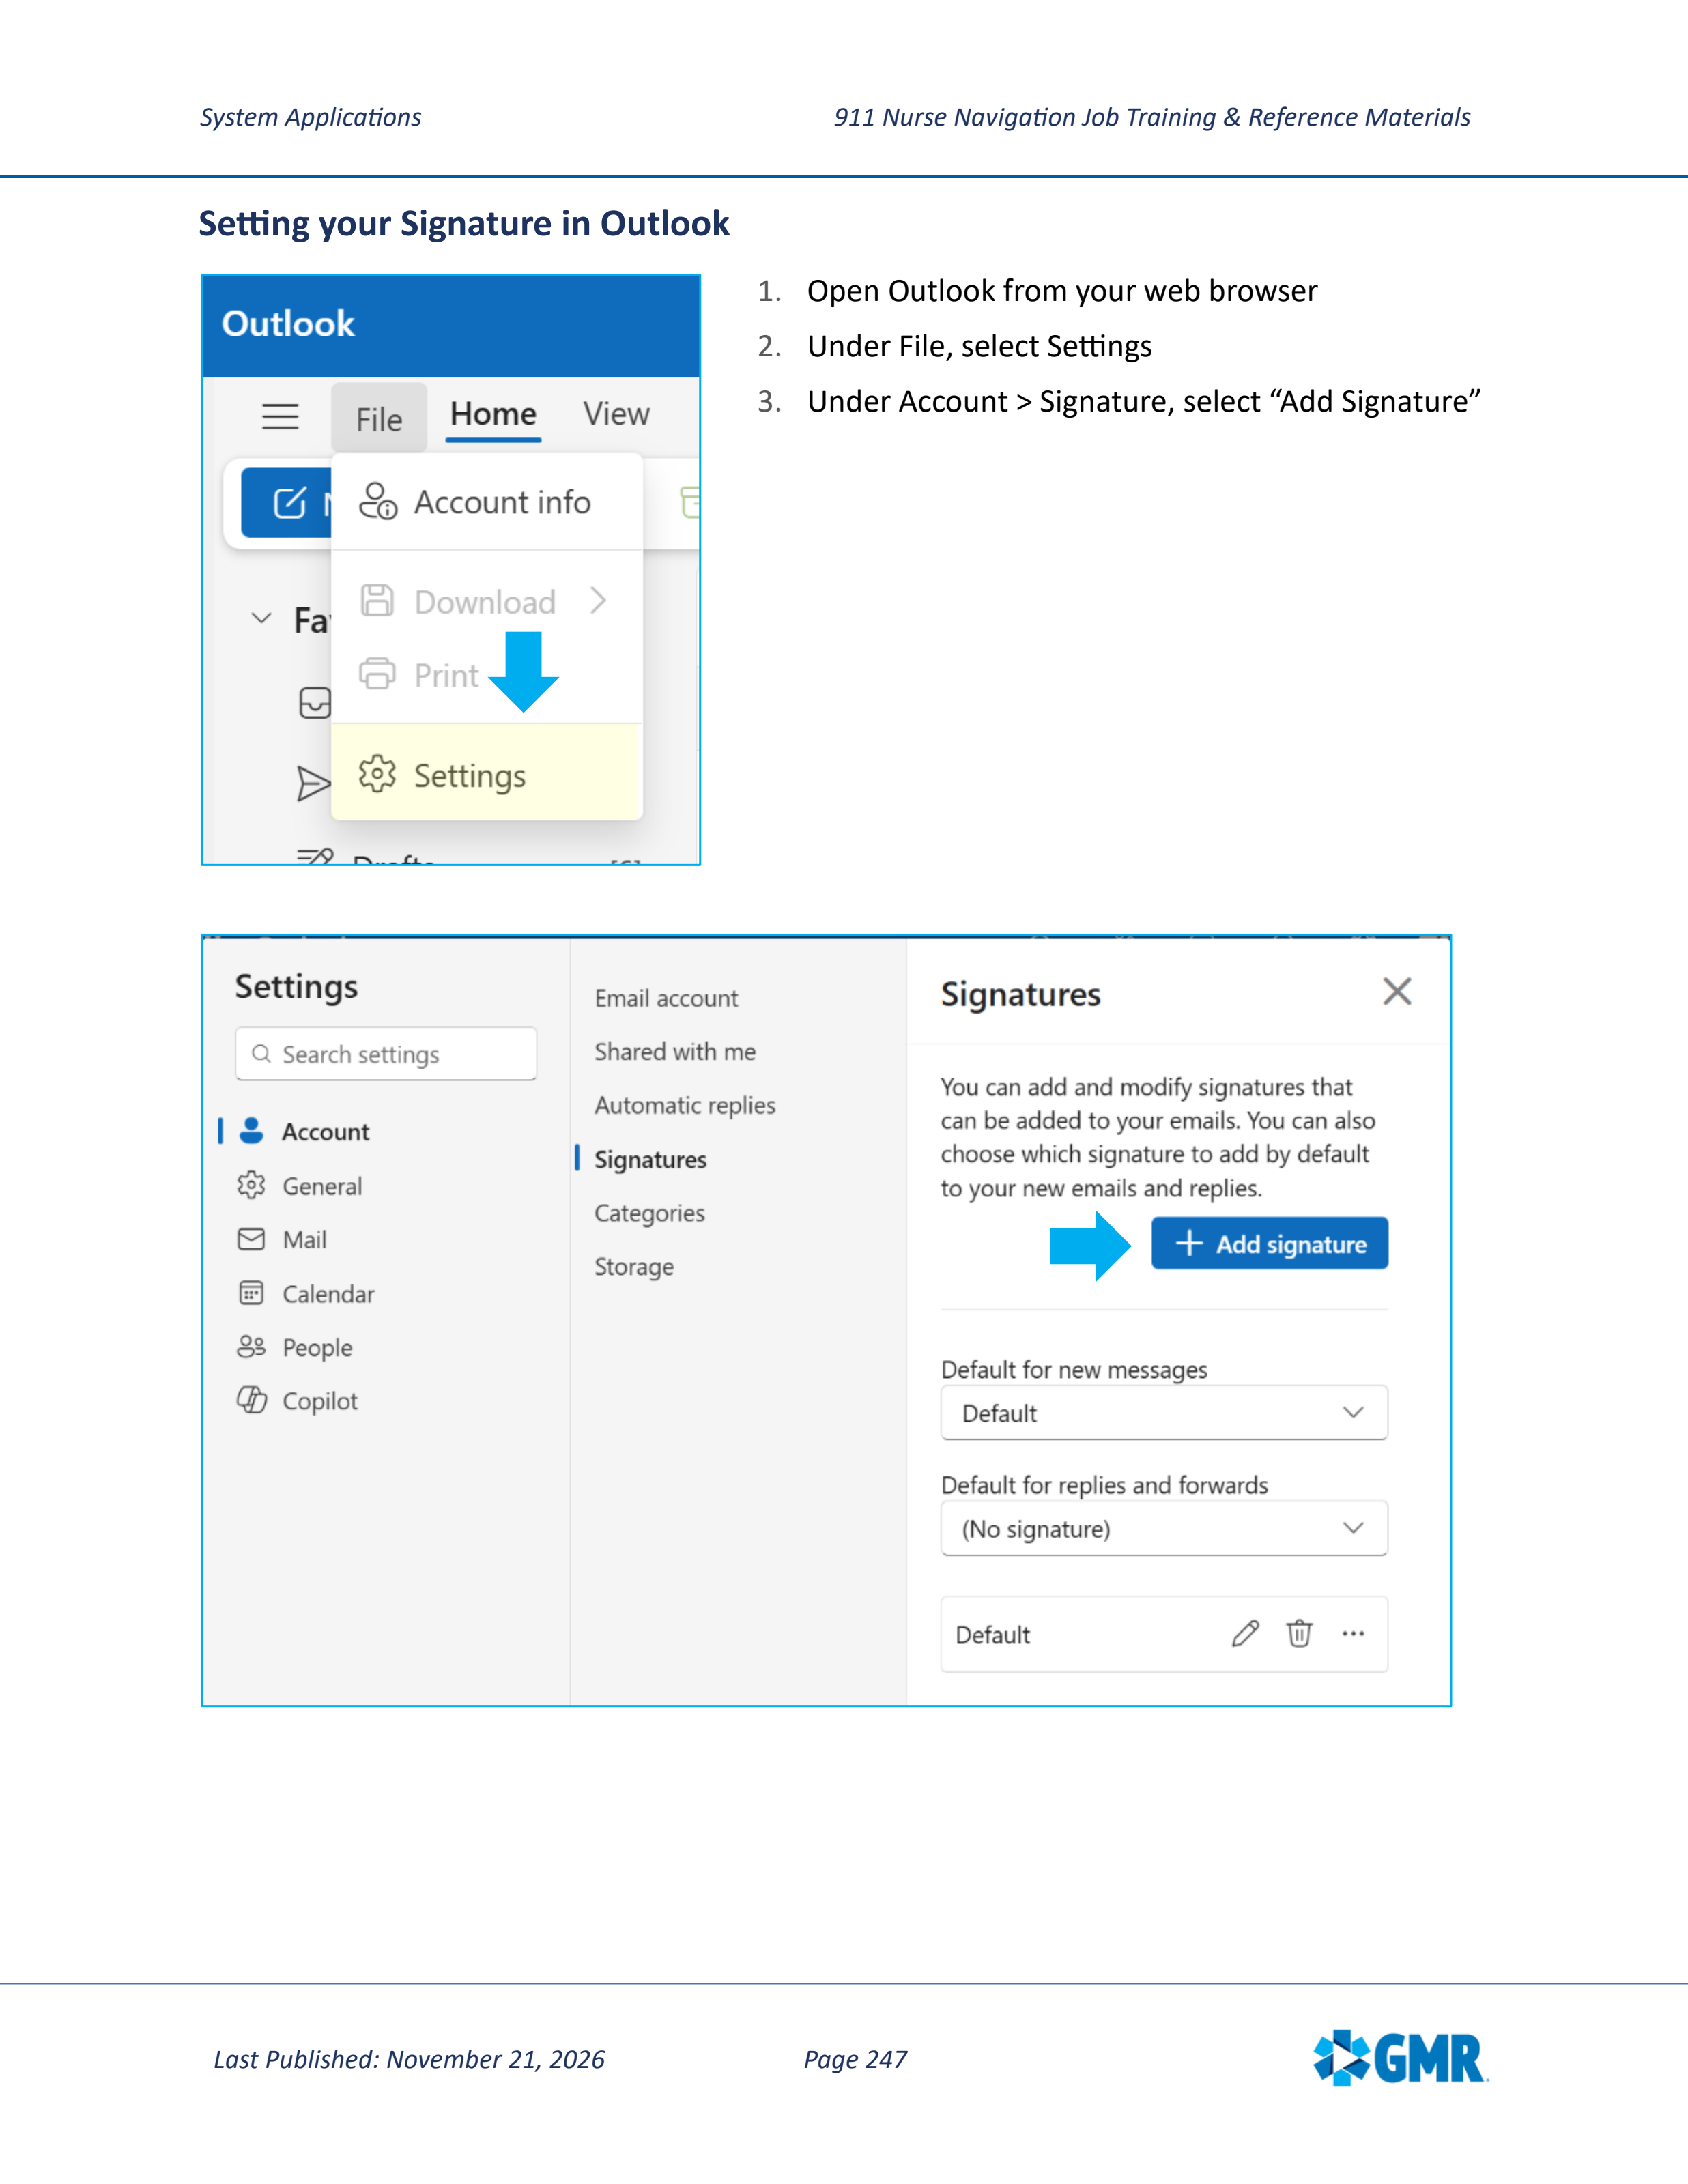 System Applications
911 Nurse Navigation Job Training & Reference Materials
Setting your Signature in Outlook
1. Open Outlook from your web browser
2. Under File, select Settings
3. Under Account > Signature, select “Add Signature”
Outlook
File Home View
Account info
Download
Print
Settings
Settings
Search settings
Account
General
Mail
Calendar
People
Copilot
Email account
Shared with me
Automatic replies
Signatures
Categories
Storage
Signatures
You can add and modify signatures that
can be added to your emails. You can also
choose which signature to add by default
to your new emails and replies.
Add signature
Default for new messages
Default
Default for replies and forwards
(No signature)
Default
Last Published: November 21, 2026
Page 247
GMR